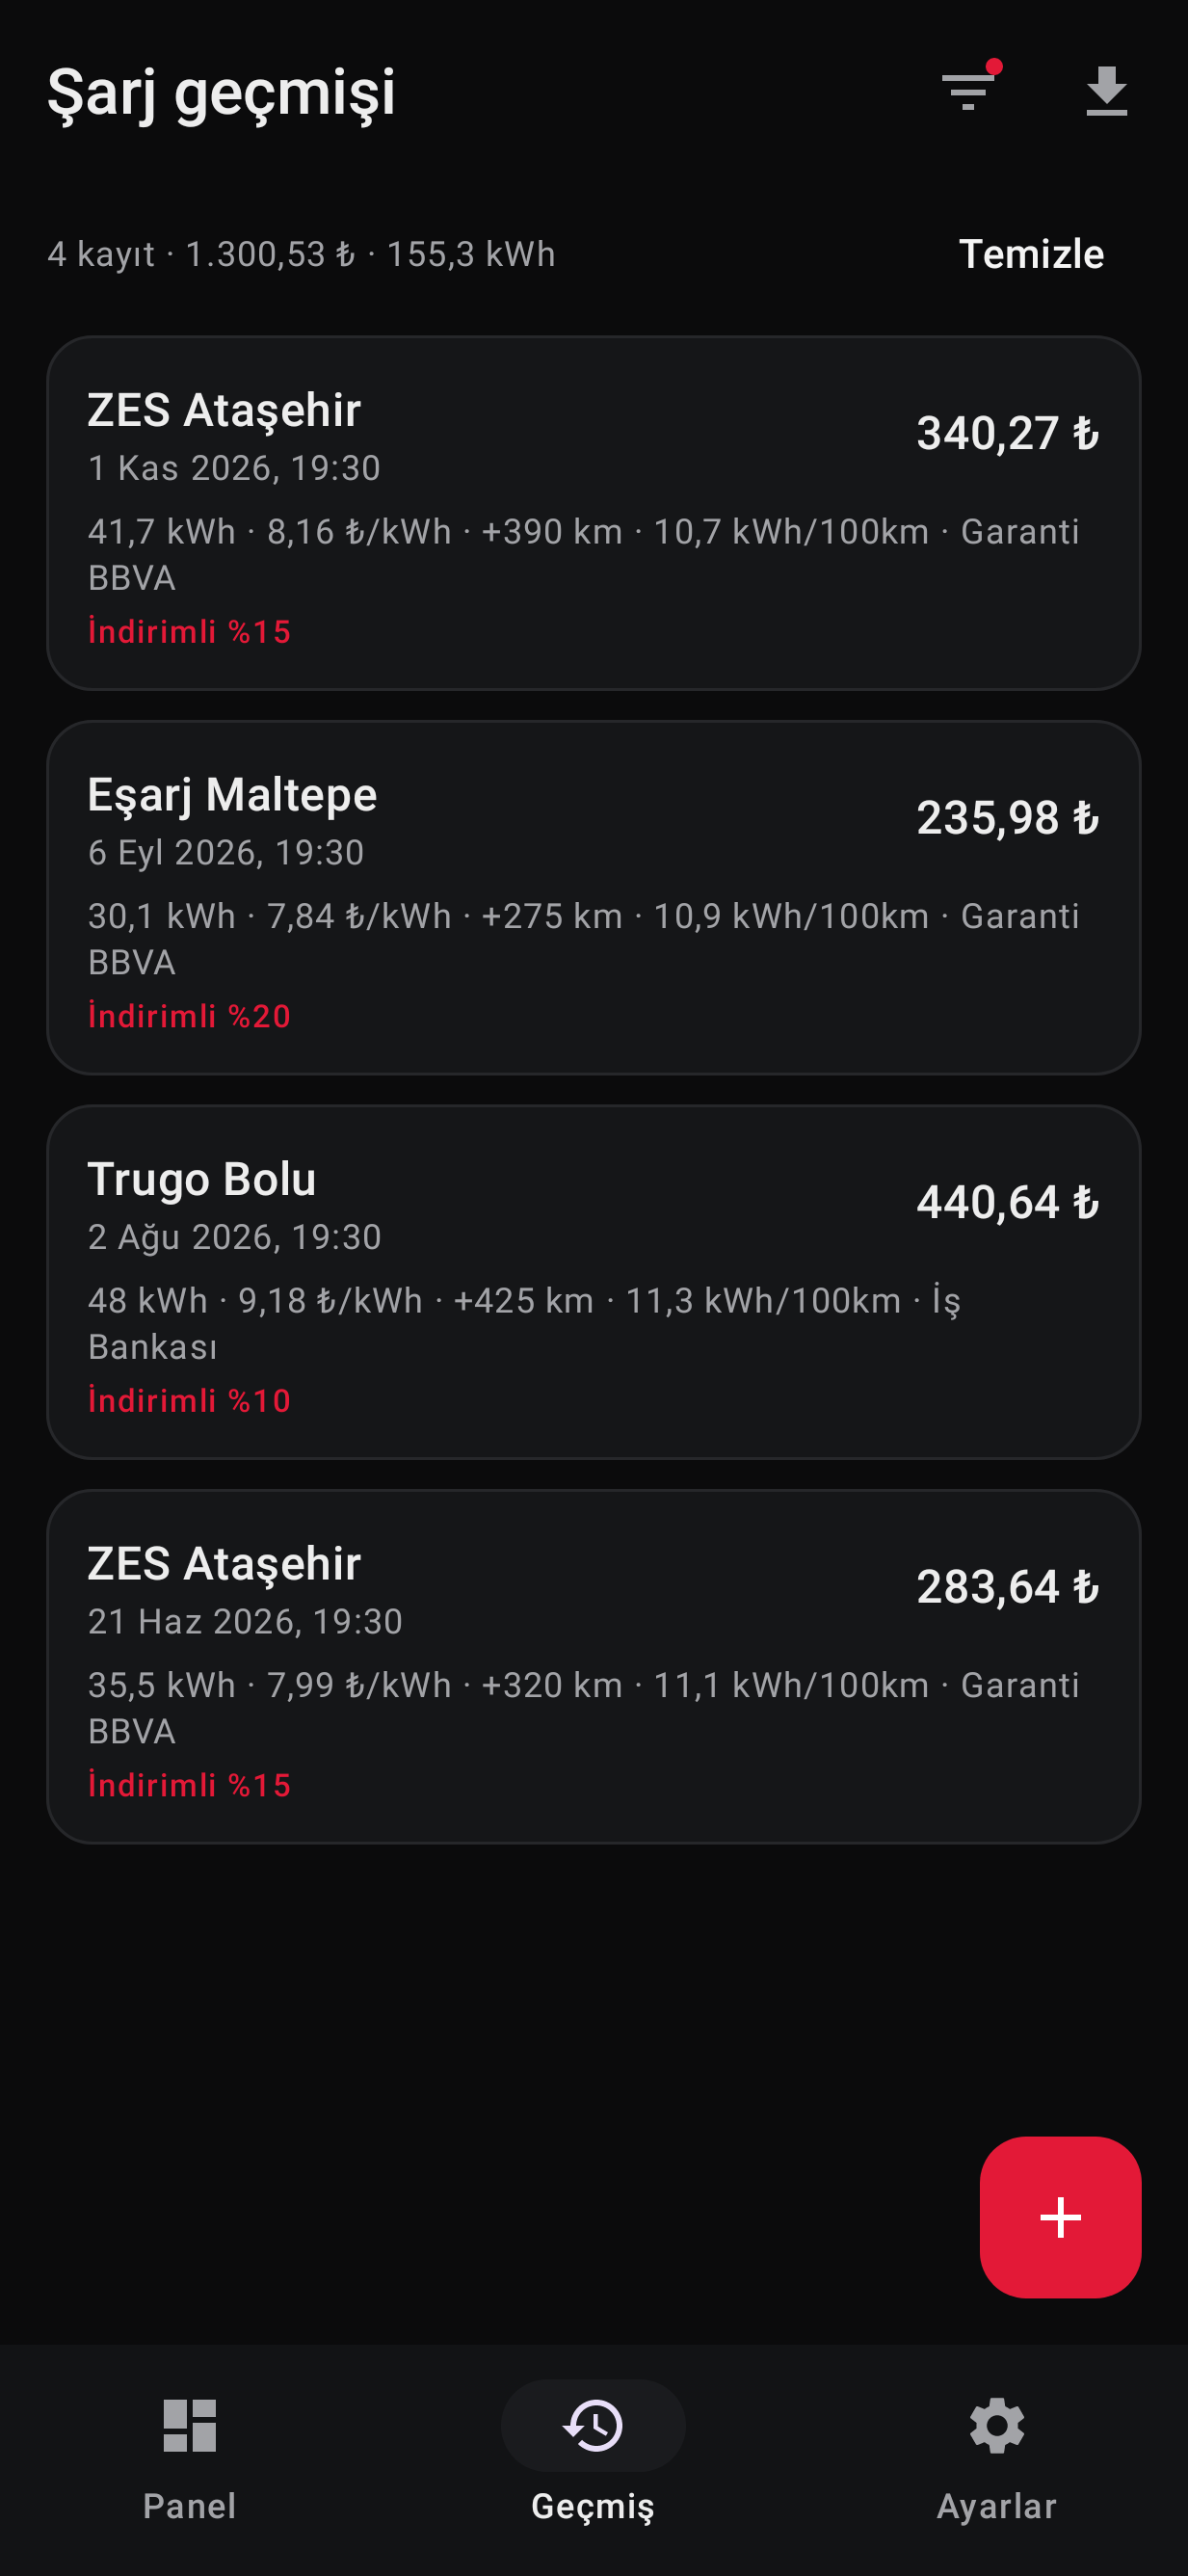 Şarj geçmişi
4 kayıt · 1.300,53 ₺ · 155,3 kWh
Temizle
ZES Ataşehir
340,27 ₺
1 Kas 2026, 19:30
41,7 kWh · 8,16 ₺/kWh · +390 km · 10,7 kWh/100km · Garanti
BBVA
İndirimli %15
Eşarj Maltepe
235,98 ₺
6 Eyl 2026, 19:30
30,1 kWh · 7,84 ₺/kWh · +275 km · 10,9 kWh/100km · Garanti
BBVA
İndirimli %20
Trugo Bolu
440,64 ₺
2 Ağu 2026, 19:30
48 kWh · 9,18 ₺/kWh · +425 km · 11,3 kWh/100km · İş
Bankası
İndirimli %10
ZES Ataşehir
283,64 ₺
21 Haz 2026, 19:30
35,5 kWh · 7,99 ₺/kWh · +320 km · 11,1 kWh/100km · Garanti
BBVA
İndirimli %15
Panel
Geçmiş
Ayarlar